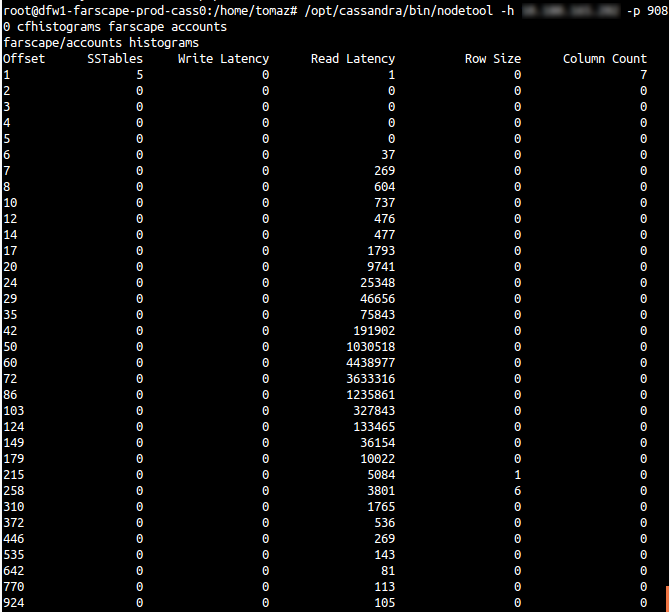 root@dfw1-farscape-prod-cass0:/home/tomaz# /opt/cassandra/bin/nodetool -h -p 908
0 cfhistograms farscape accounts
farscape/accounts histograms
Offset SSTables Write Latency Read Latency Row Size Column Count
1 5 0 1 0 7
2 0 0 0 0 0
3 0 0 0 0 0
4 0 0 0 0 0
5 0 0 0 0 0
6 0 0 37 0 0
7 0 0 269 0 0
8 0 0 604 0 0
10 0 0 737 0 0
12 0 0 476 0 0
14 0 0 477 0 0
17 0 0 1793 0 0
20 0 0 9741 0 0
24 0 0 25348 0 0
29 0 0 46656 0 0
35 0 0 75843 0 0
42 0 0 191902 0 0
50 0 0 1030518 0 0
60 0 0 4438977 0 0
72 0 0 3633316 0 0
86 0 0 1235861 0 0
103 0 0 327843 0 0
124 0 0 133465 0 0
149 0 0 36154 0 0
179 0 0 10022 0 0
215 0 0 5084 1 0
258 0 0 3801 6 0
310 0 0 1765 0 0
372 0 0 536 0 0
446 0 0 269 0 0
535 0 0 143 0 0
642 0 0 81 0 0
770 0 0 113 0 0
924 0 0 105 0 0